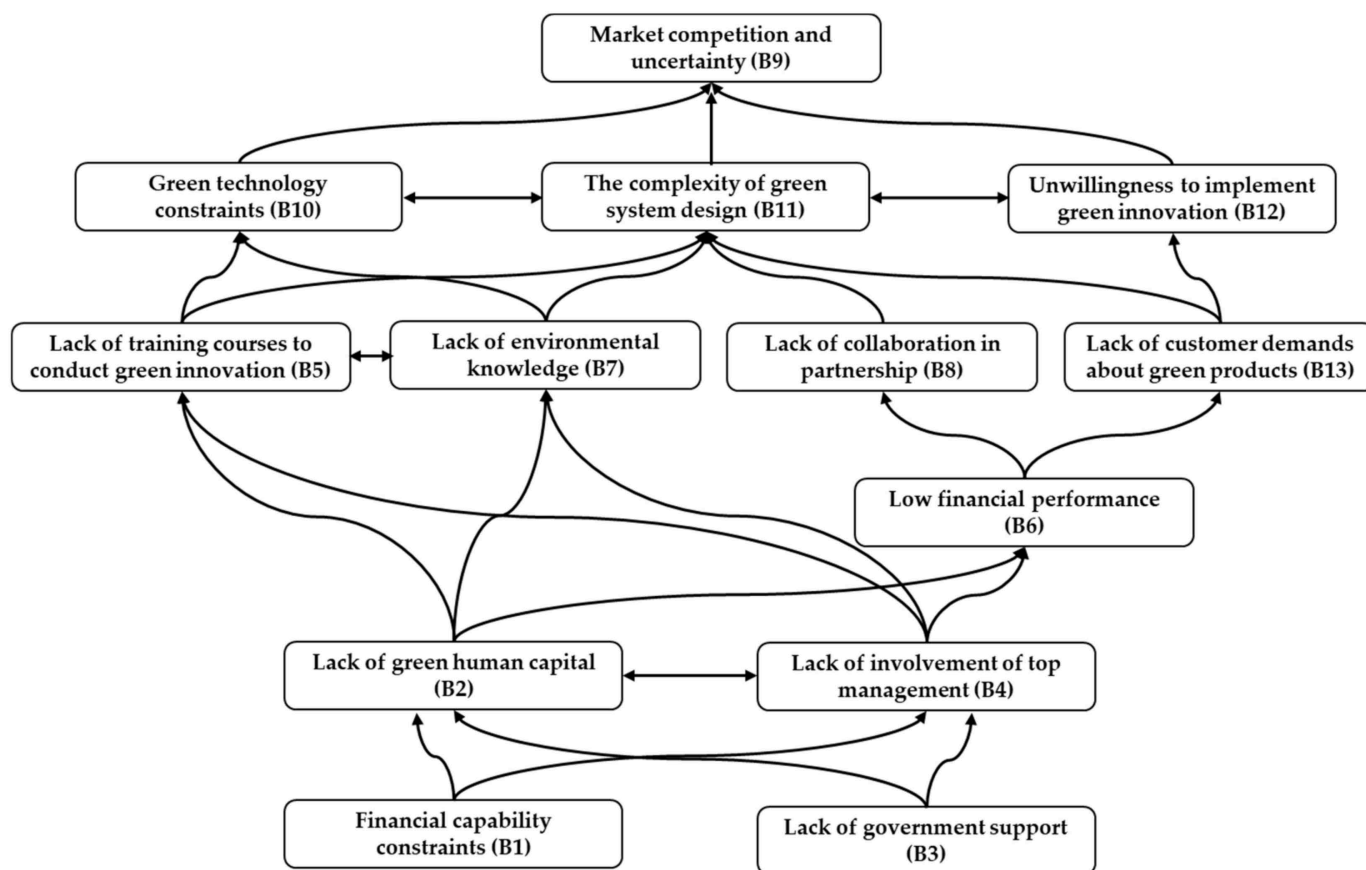 Market competition and
uncertainty (B9)
Green technology
constraints (B10)
The complexity of green
system design (B11)
Unwillingness to implement
green innovation (B12)
Lack of training courses to
conduct green innovation (B5)
Lack of environmental
knowledge (B7)
Lack of collaboration in
partnership (B8)
Lack of customer demands
about green products (B13)
Low financial performance
(B6)
Lack of green human capital
(B2)
Lack of involvement of top
management (B4)
Financial capability
constraints (B1)
Lack of government support
(B3)